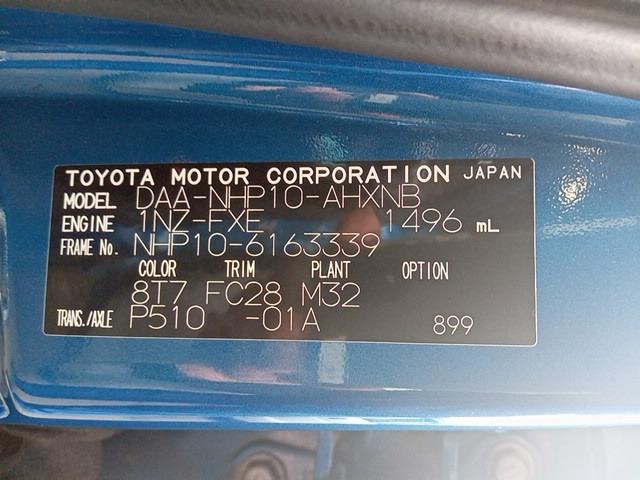 TOYOTA MOTOR CORPORATION JAPAN
MODEL DAA-NHP10-AHXNB
ENGINE 1NZ-FXE 1496 mL
FRAME No. NHP10-6163339
COLOR TRIM PLANT OPTION
8T7 FC28 M32
TRANS./AXLE P510 -01A 899